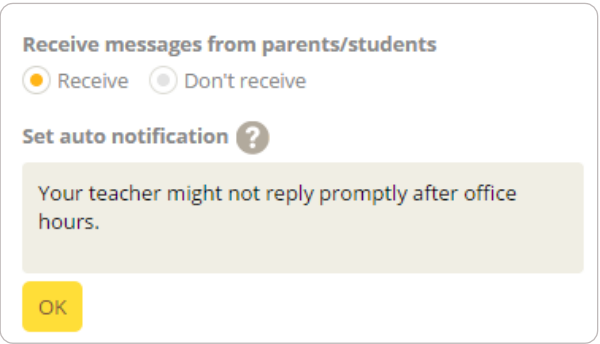 Receive messages from parents/students
Receive Don't receive
Set auto notification ?
Your teacher might not reply promptly after office
hours.
OK